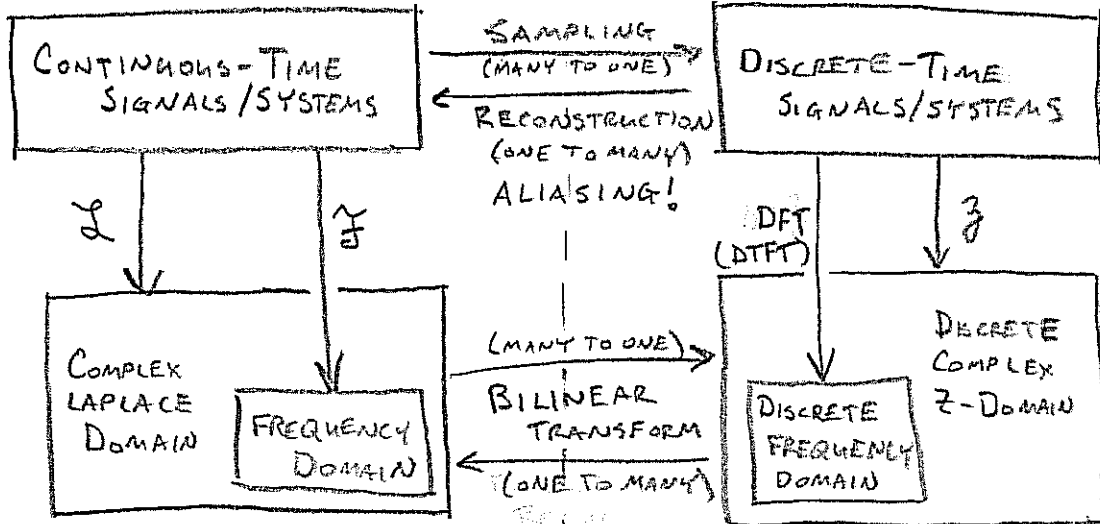 CONTINUOUS-TIME
SIGNALS/SYSTEMS
SAMPLING
(MANY TO ONE)
RECONSTRUCTION
(ONE TO MANY)
ALIASING!
DISCRETE-TIME
SIGNALS/SYSTEMS
ℒ
ℱ
DFT
(DTFT)
𝓏
COMPLEX
LAPLACE
DOMAIN
FREQUENCY
DOMAIN
(MANY TO ONE)
BILINEAR
TRANSFORM
(ONE TO MANY)
DISCRETE
COMPLEX
Z-DOMAIN
DISCRETE
FREQUENCY
DOMAIN